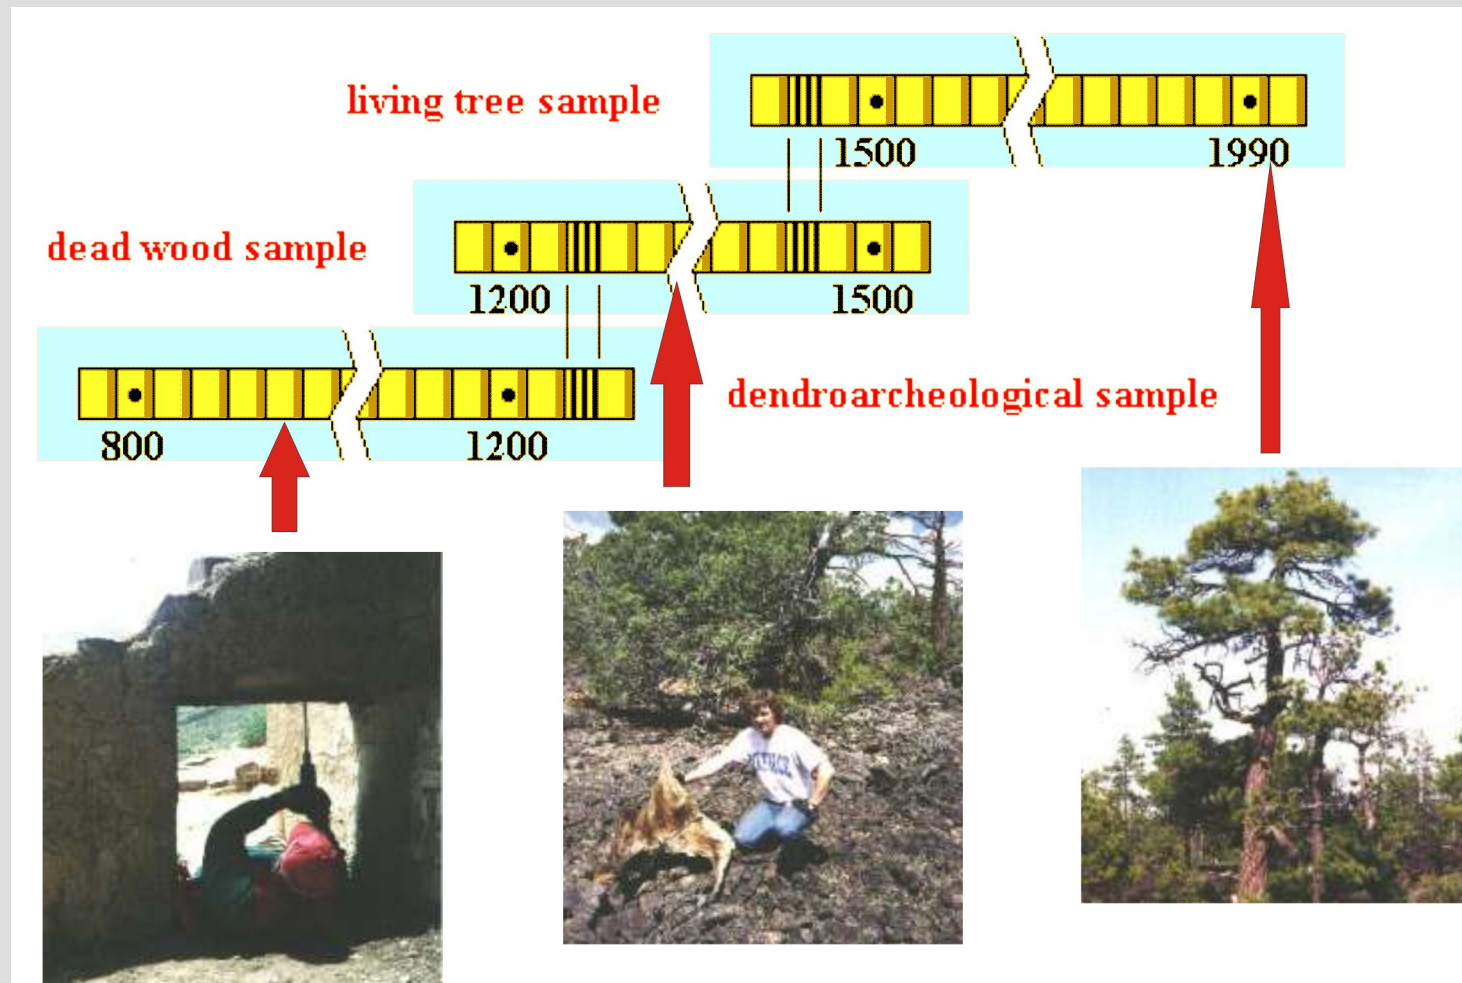 living tree sample
1500 1990
dead wood sample
1200 1500
dendroarcheological sample
800 1200